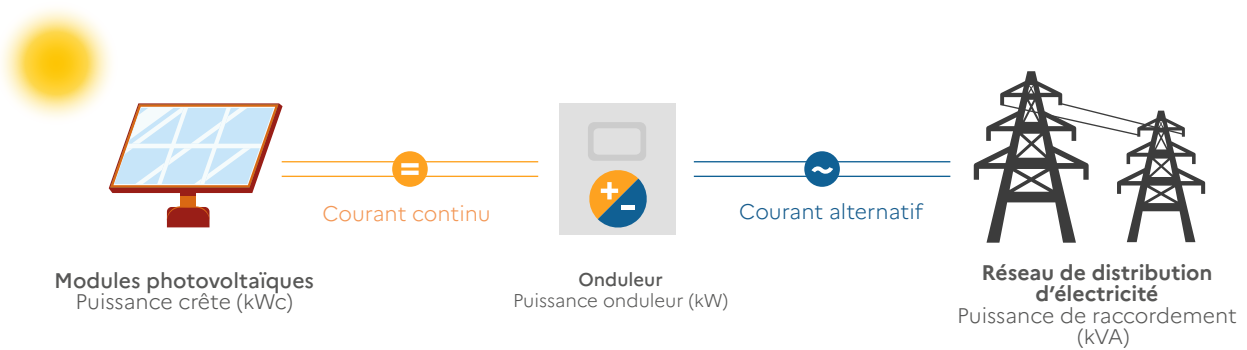 Courant continu
Courant alternatif
Modules photovoltaïques
Puissance crête (kWc)
Onduleur
Puissance onduleur (kW)
Réseau de distribution
d'électricité
Puissance de raccordement
(kVA)